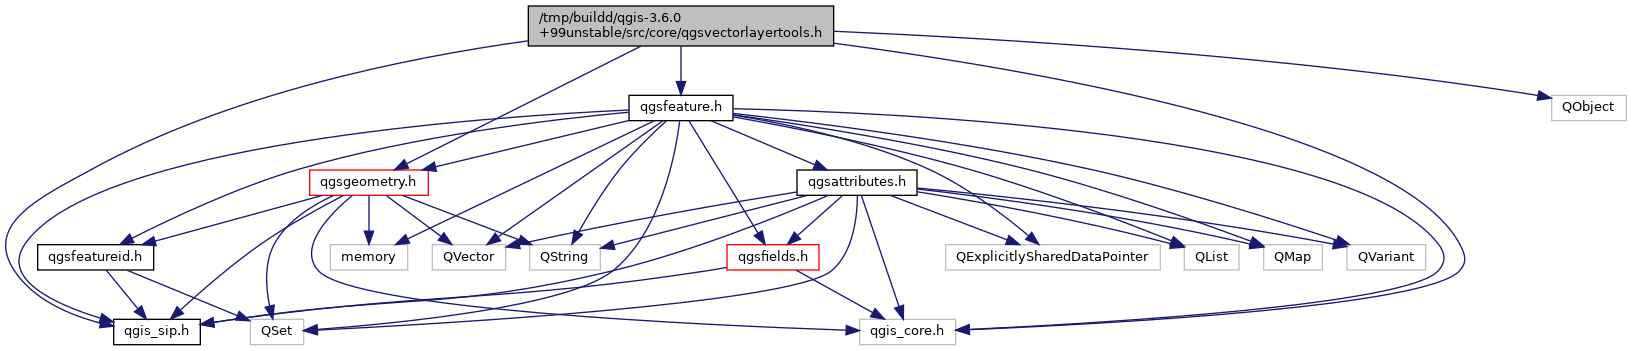 /tmp/buildd/qgis-3.6.0
+99unstable/src/core/qgsvectorlayertools.h
qgsfeature.h
QObject
qgsgeometry.h
qgsattributes.h
qgsfeatureid.h
memory
QVector
QString
qgsfields.h
QExplicitlySharedDataPointer
QList
QMap
QVariant
qgis_sip.h
QSet
qgis_core.h